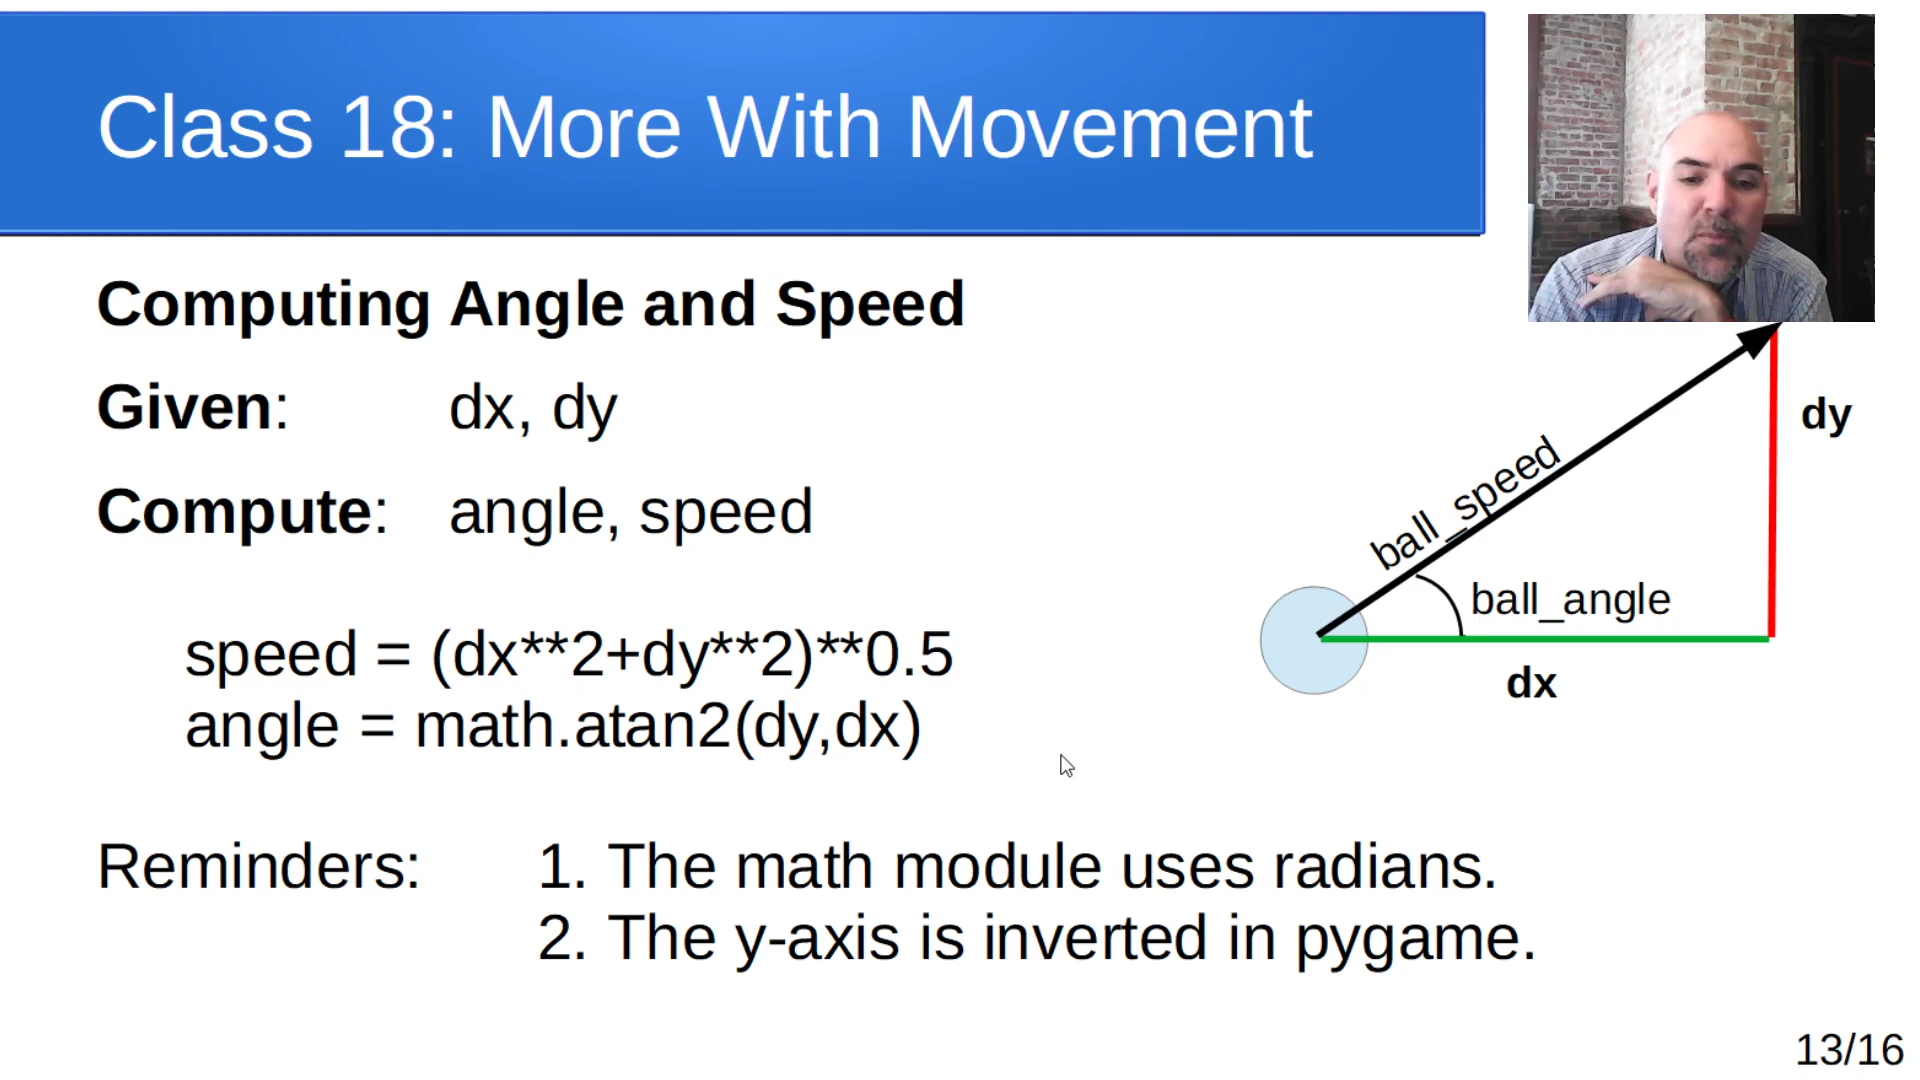 Class 18: More With Movement
Computing Angle and Speed
Given: dx, dy
Compute: angle, speed
speed = (dx**2+dy**2)**0.5
angle = math.atan2(dy,dx)
Reminders: 1. The math module uses radians.
2. The y-axis is inverted in pygame.
dy
ball_speed
ball_angle
dx
13/16